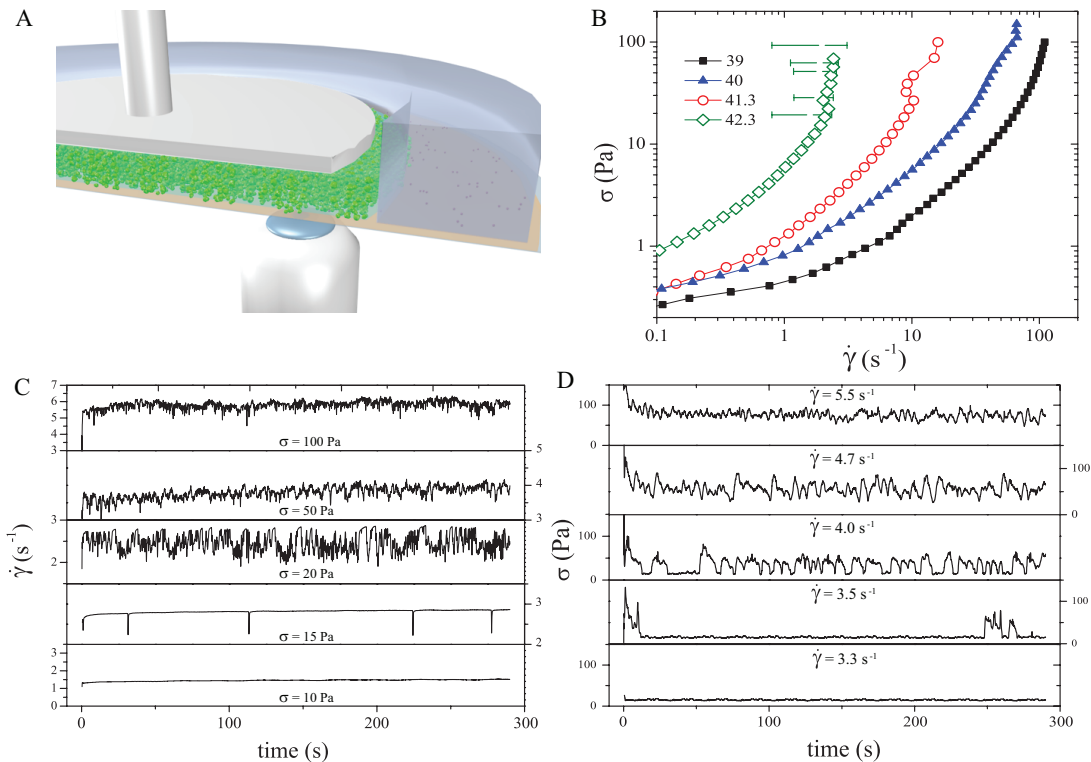 A
B
39
40
41.3
42.3
100
10
1
0.1
1
10
100
σ (Pa)
γ̇ (s⁻¹)
C
7
6
5
4
3
σ = 100 Pa
5
4
3
σ = 50 Pa
2
σ = 20 Pa
3
2
σ = 15 Pa
3
2
1
0
σ = 10 Pa
0
100
200
300
γ̇ (s⁻¹)
time (s)
D
100
0
γ̇ = 5.5 s⁻¹
100
0
γ̇ = 4.7 s⁻¹
100
0
γ̇ = 4.0 s⁻¹
100
0
γ̇ = 3.5 s⁻¹
100
0
γ̇ = 3.3 s⁻¹
0
100
200
300
σ (Pa)
time (s)